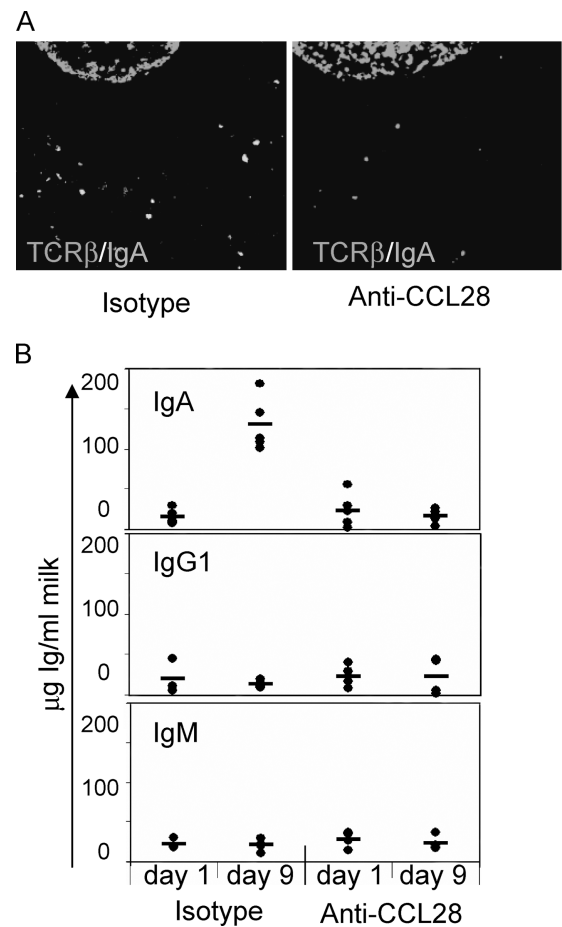 A
TCRβ/IgA
TCRβ/IgA
Isotype
Anti-CCL28
B
μg Ig/ml milk
200
IgA
100
0
200
IgG1
100
0
200
IgM
100
0
day 1 day 9 day 1 day 9
Isotype Anti-CCL28